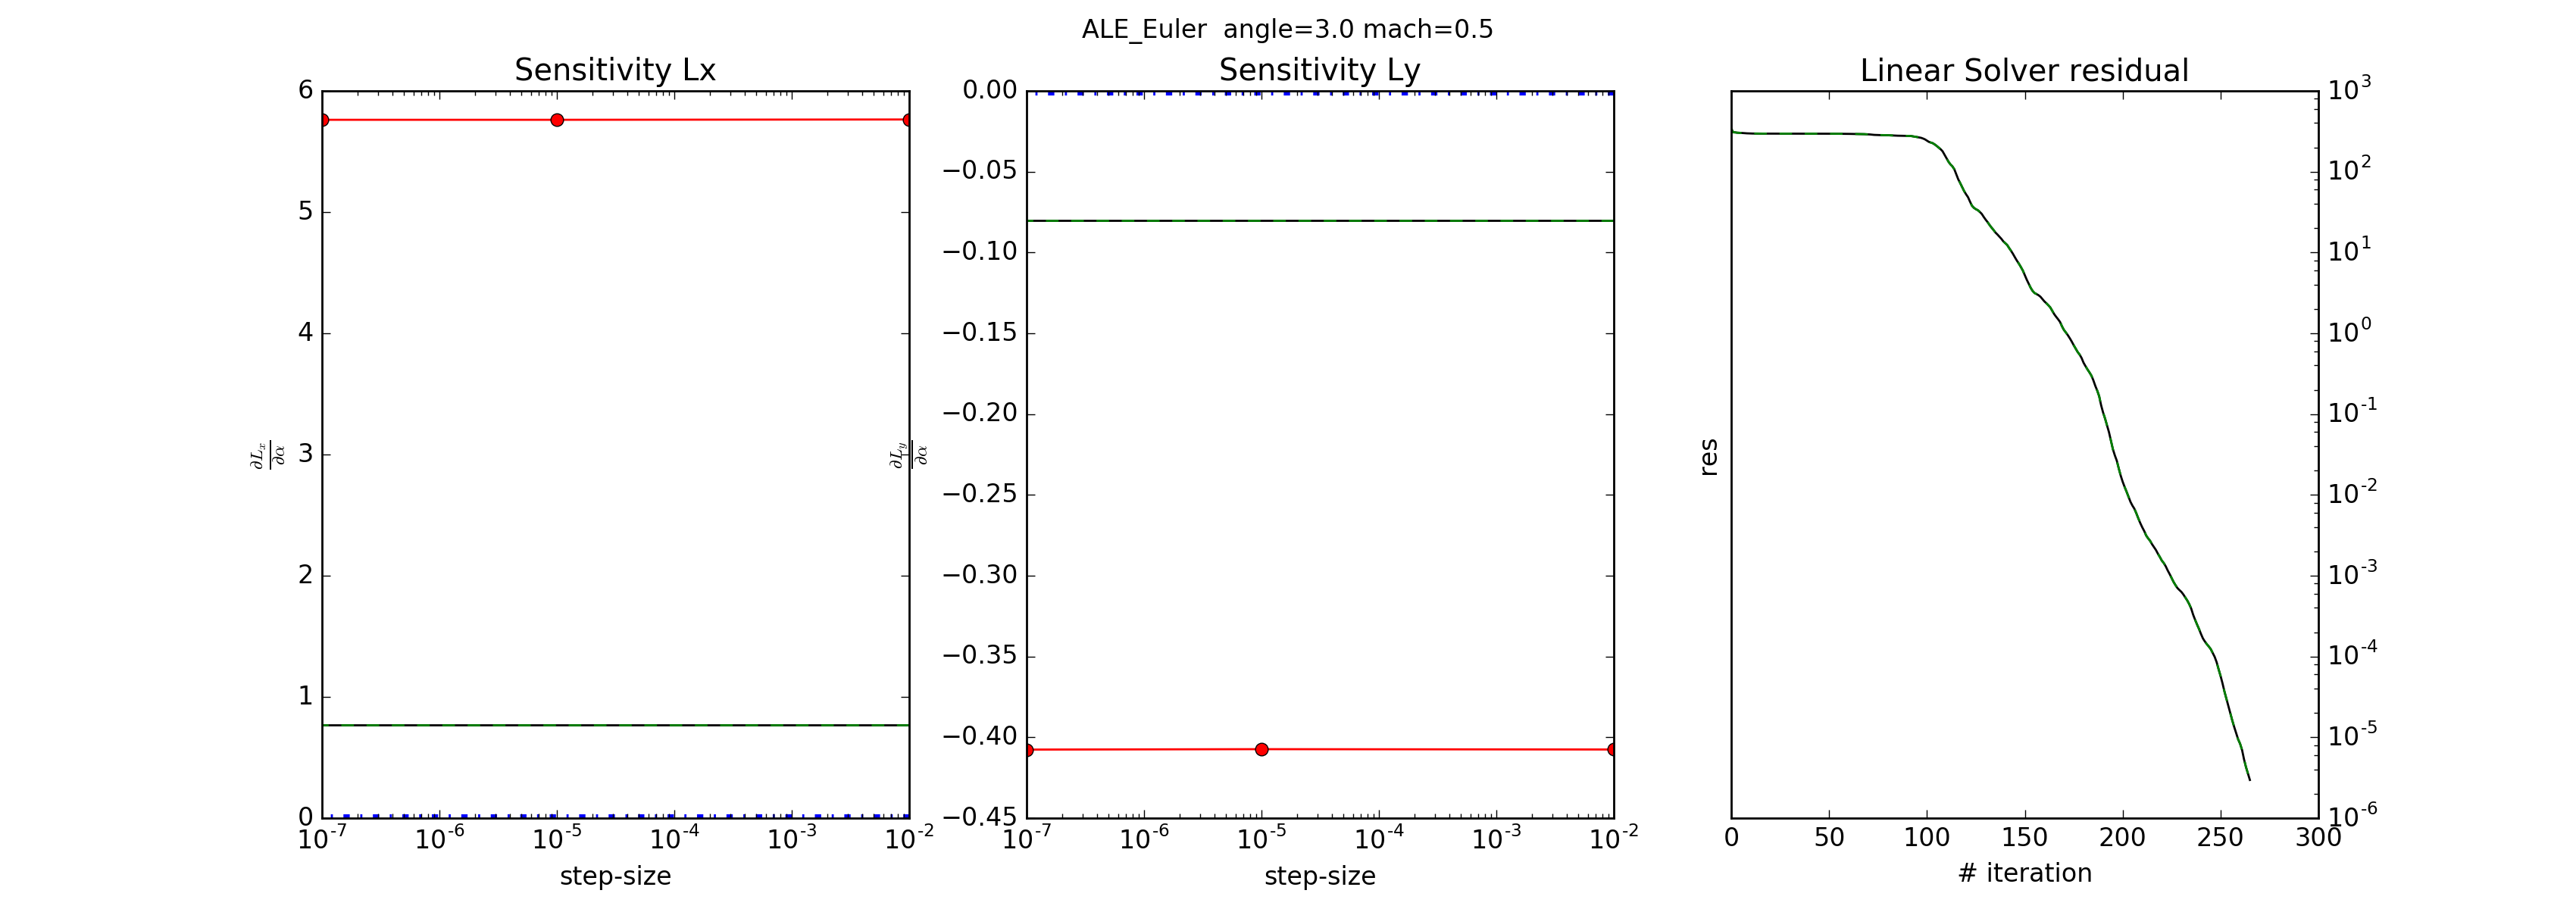 ALE_Euler  angle=3.0 mach=0.5
Sensitivity Lx
6
5
4
3
2
1
0
10^-7 10^-6 10^-5 10^-4 10^-3 10^-2
step-size
∂L_x/∂α
Sensitivity Ly
0.00
−0.05
−0.10
−0.15
−0.20
−0.25
−0.30
−0.35
−0.40
−0.45
10^-7 10^-6 10^-5 10^-4 10^-3 10^-2
step-size
∂L_y/∂α
Linear Solver residual
10^3
10^2
10^1
10^0
10^-1
10^-2
10^-3
10^-4
10^-5
10^-6
0 50 100 150 200 250 300
# iteration
res